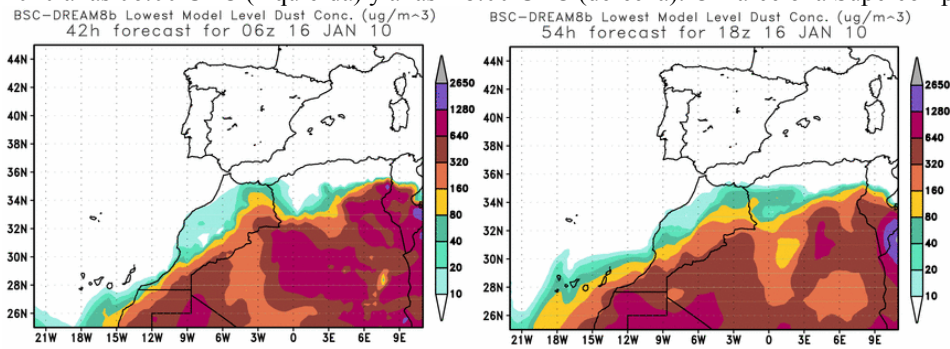 BSC-DREAM8b Lowest Model Level Dust Conc. (ug/m^3)
42h forecast for 06z 16 JAN 10
44N
42N
40N
38N
36N
34N
32N
30N
28N
26N
21W 18W 15W 12W 9W 6W 3W 0 3E 6E 9E
2650
1280
640
320
160
80
40
20
10
BSC-DREAM8b Lowest Model Level Dust Conc. (ug/m^3)
54h forecast for 18z 16 JAN 10
44N
42N
40N
38N
36N
34N
32N
30N
28N
26N
21W 18W 15W 12W 9W 6W 3W 0 3E 6E 9E
2650
1280
640
320
160
80
40
20
10